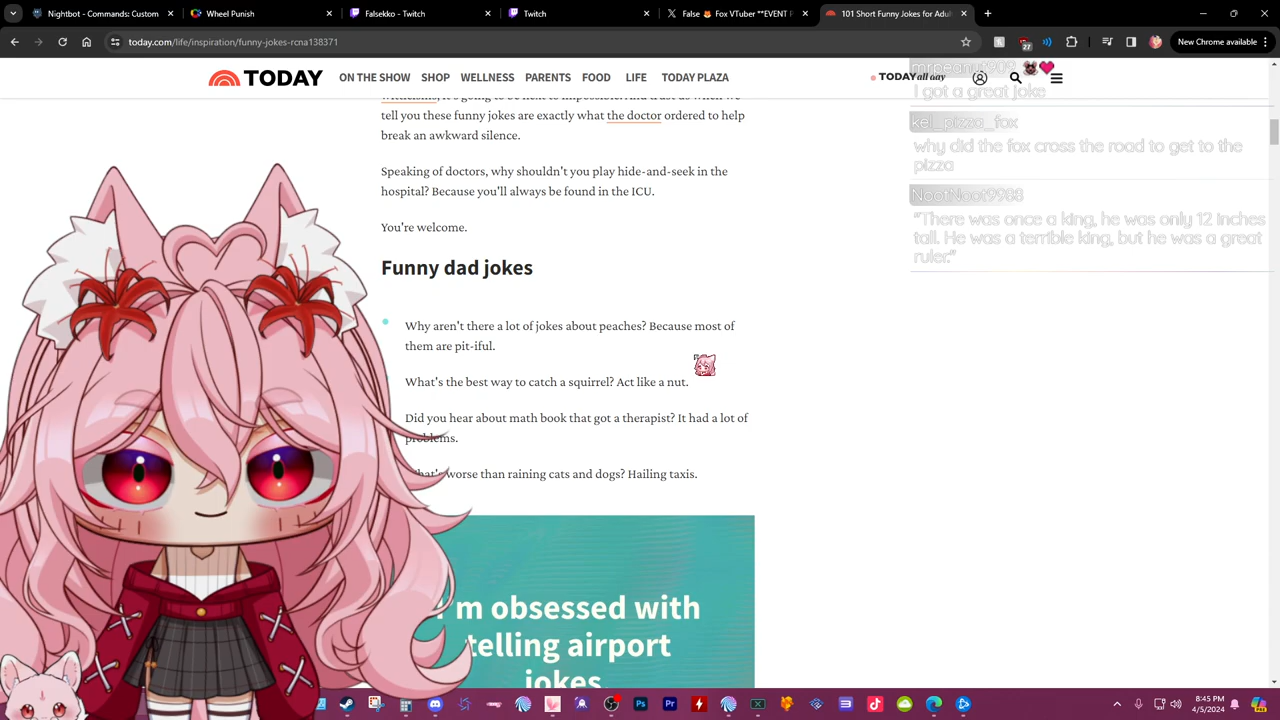 Nightbot - Commands: Custom
Wheel Punish
Falsekko - Twitch
Twitch
False 🦊 Fox VTuber **EVENT F
101 Short Funny Jokes for Adul
today.com/life/inspiration/funny-jokes-rcna138371
27
New Chrome available
TODAY
ON THE SHOW SHOP WELLNESS PARENTS FOOD LIFE TODAY PLAZA
TODAY all day
tell you these funny jokes are exactly what the doctor ordered to help
break an awkward silence.
Speaking of doctors, why shouldn't you play hide-and-seek in the
hospital? Because you'll always be found in the ICU.
You're welcome.
Funny dad jokes
Why aren't there a lot of jokes about peaches? Because most of
them are pit-iful.
What's the best way to catch a squirrel? Act like a nut.
Did you hear about math book that got a therapist? It had a lot of
problems.
What's worse than raining cats and dogs? Hailing taxis.
I'm obsessed with
telling airport
jokes.
I got a great joke
kei_pizza_fox
why did the fox cross the road to get to the
pizza
NootNoot9988
"There was once a king, he was only 12 inches
tall. He was a terrible king, but he was a great
ruler."
8:45 PM
4/5/2024